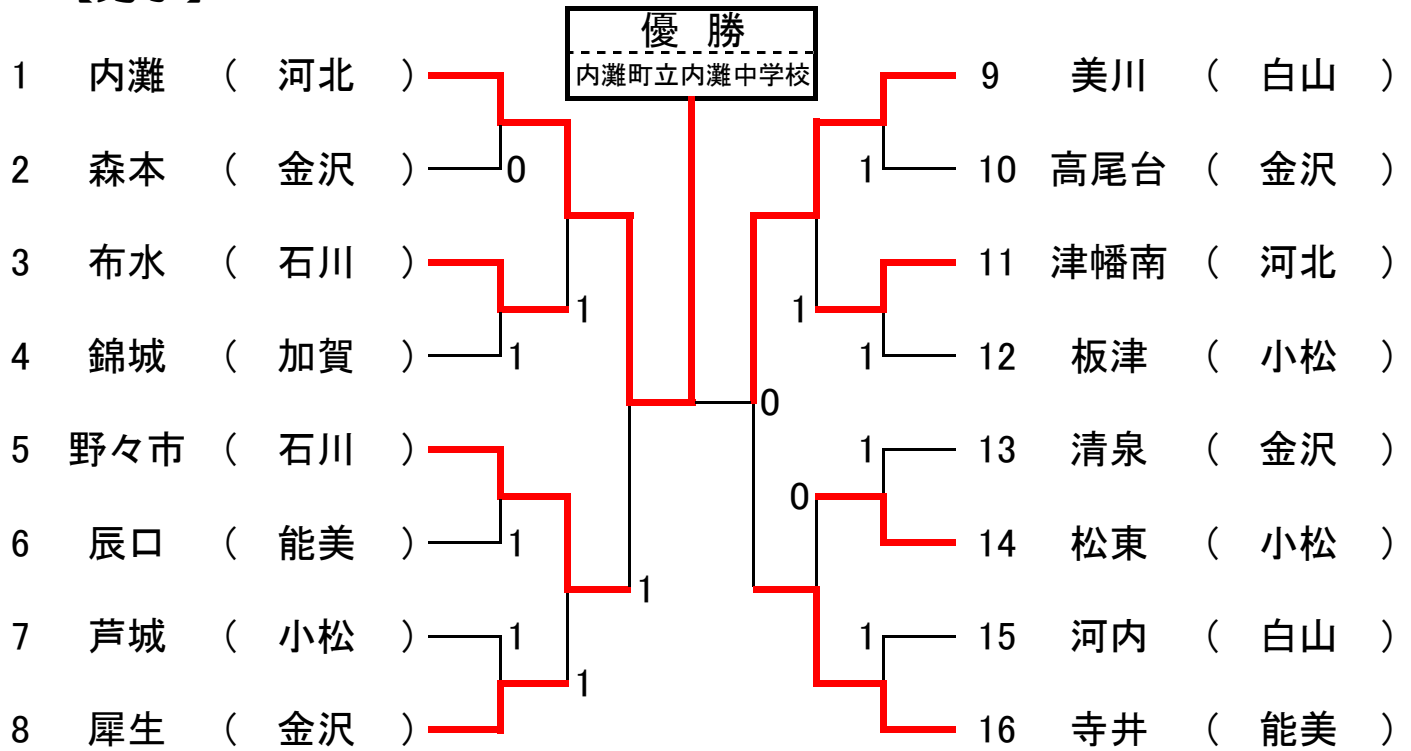 優 勝
内灘町立内灘中学校
1 内灘 ( 河北 )
2 森本 ( 金沢 ) 0
3 布水 ( 石川 )
1
4 錦城 ( 加賀 ) 1
5 野々市 ( 石川 )
6 辰口 ( 能美 ) 1
1
7 芦城 ( 小松 ) 1
1
8 犀生 ( 金沢 )
9 美川 ( 白山 )
1 10 高尾台 ( 金沢 )
11 津幡南 ( 河北 )
1
1 12 板津 ( 小松 )
0
1 13 清泉 ( 金沢 )
0
14 松東 ( 小松 )
1 15 河内 ( 白山 )
16 寺井 ( 能美 )